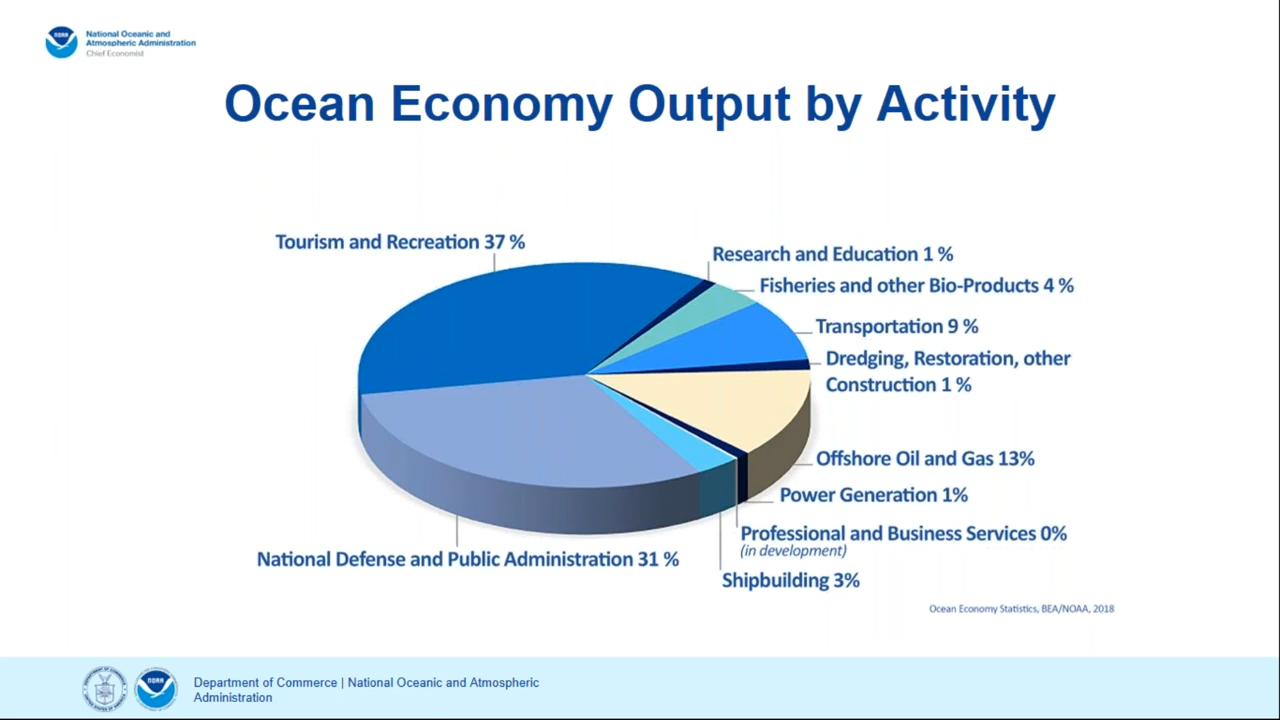 NOAA
National Oceanic and
Atmospheric Administration
Chief Economist
Ocean Economy Output by Activity
Tourism and Recreation 37 %
Research and Education 1 %
Fisheries and other Bio-Products 4 %
Transportation 9 %
Dredging, Restoration, other
Construction 1 %
Offshore Oil and Gas 13%
Power Generation 1%
Professional and Business Services 0%
(in development)
National Defense and Public Administration 31 %
Shipbuilding 3%
Ocean Economy Statistics, BEA/NOAA, 2018
NOAA
Department of Commerce | National Oceanic and Atmospheric
Administration